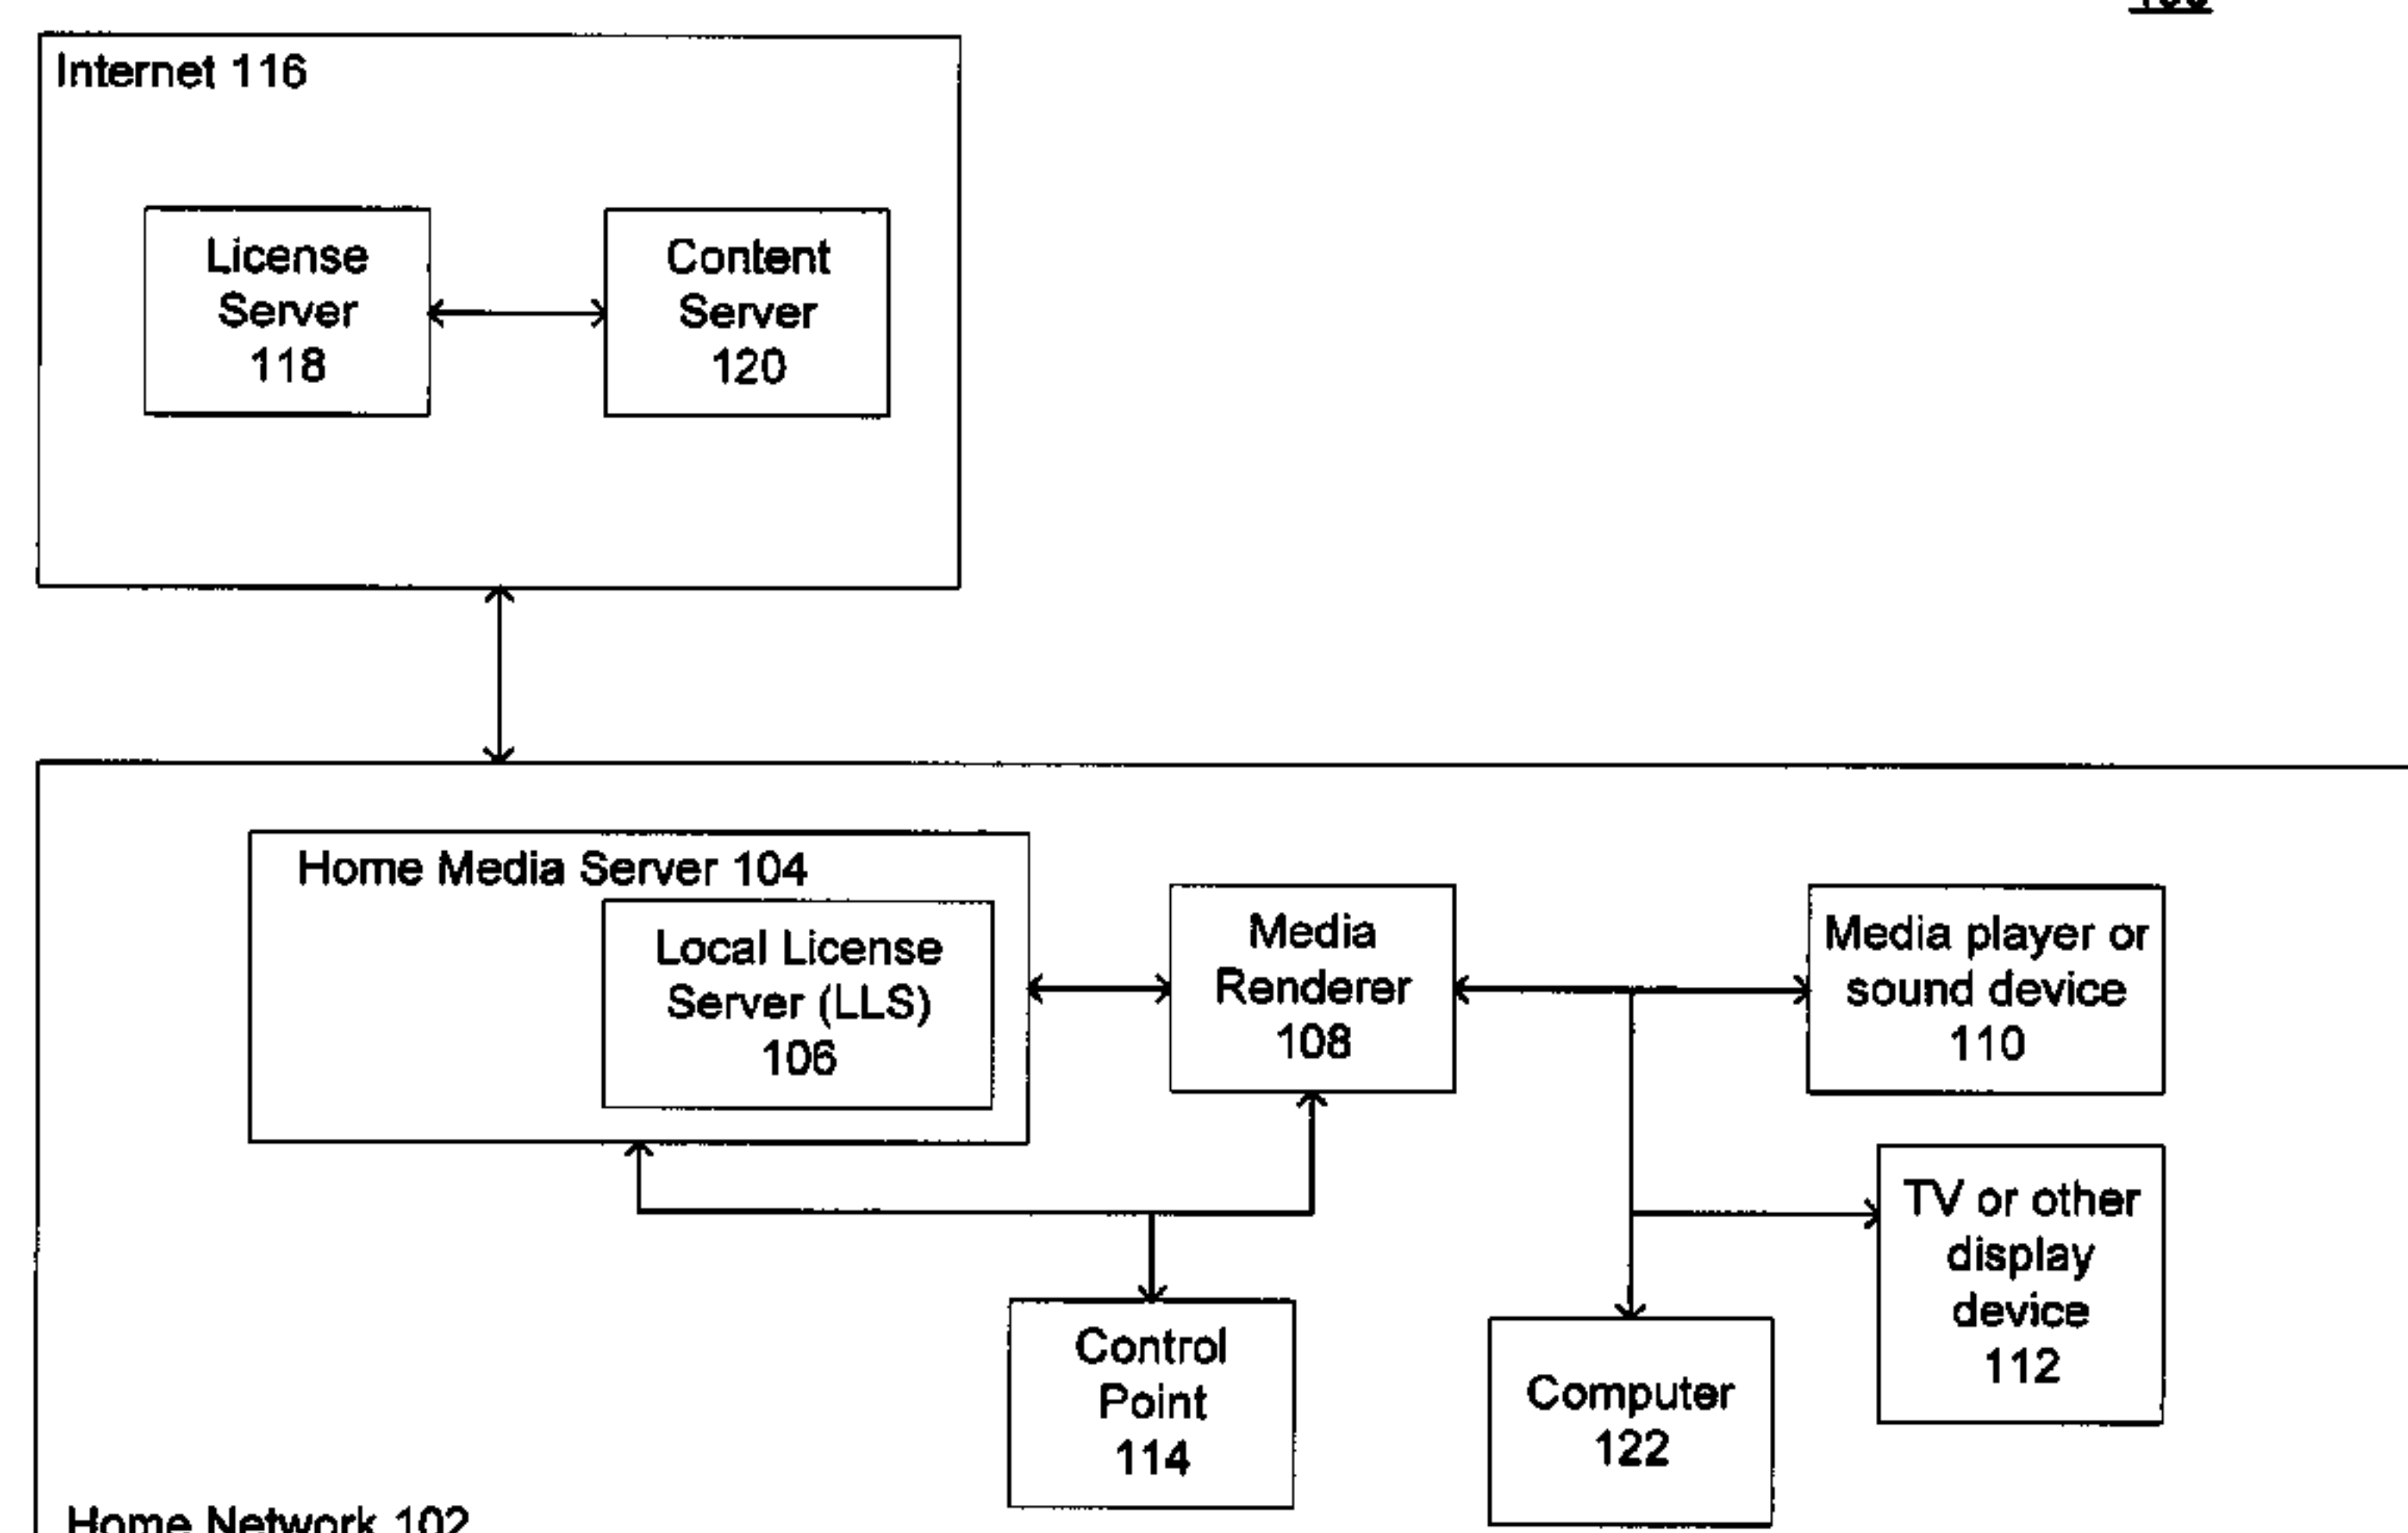 Internet 116
License
Server
118
Content
Server
120
Home Media Server 104
Local License
Server (LLS)
106
Media
Renderer
108
Media player or
sound device
110
TV or other
display
device
112
Control
Point
114
Computer
122
Home Network 102